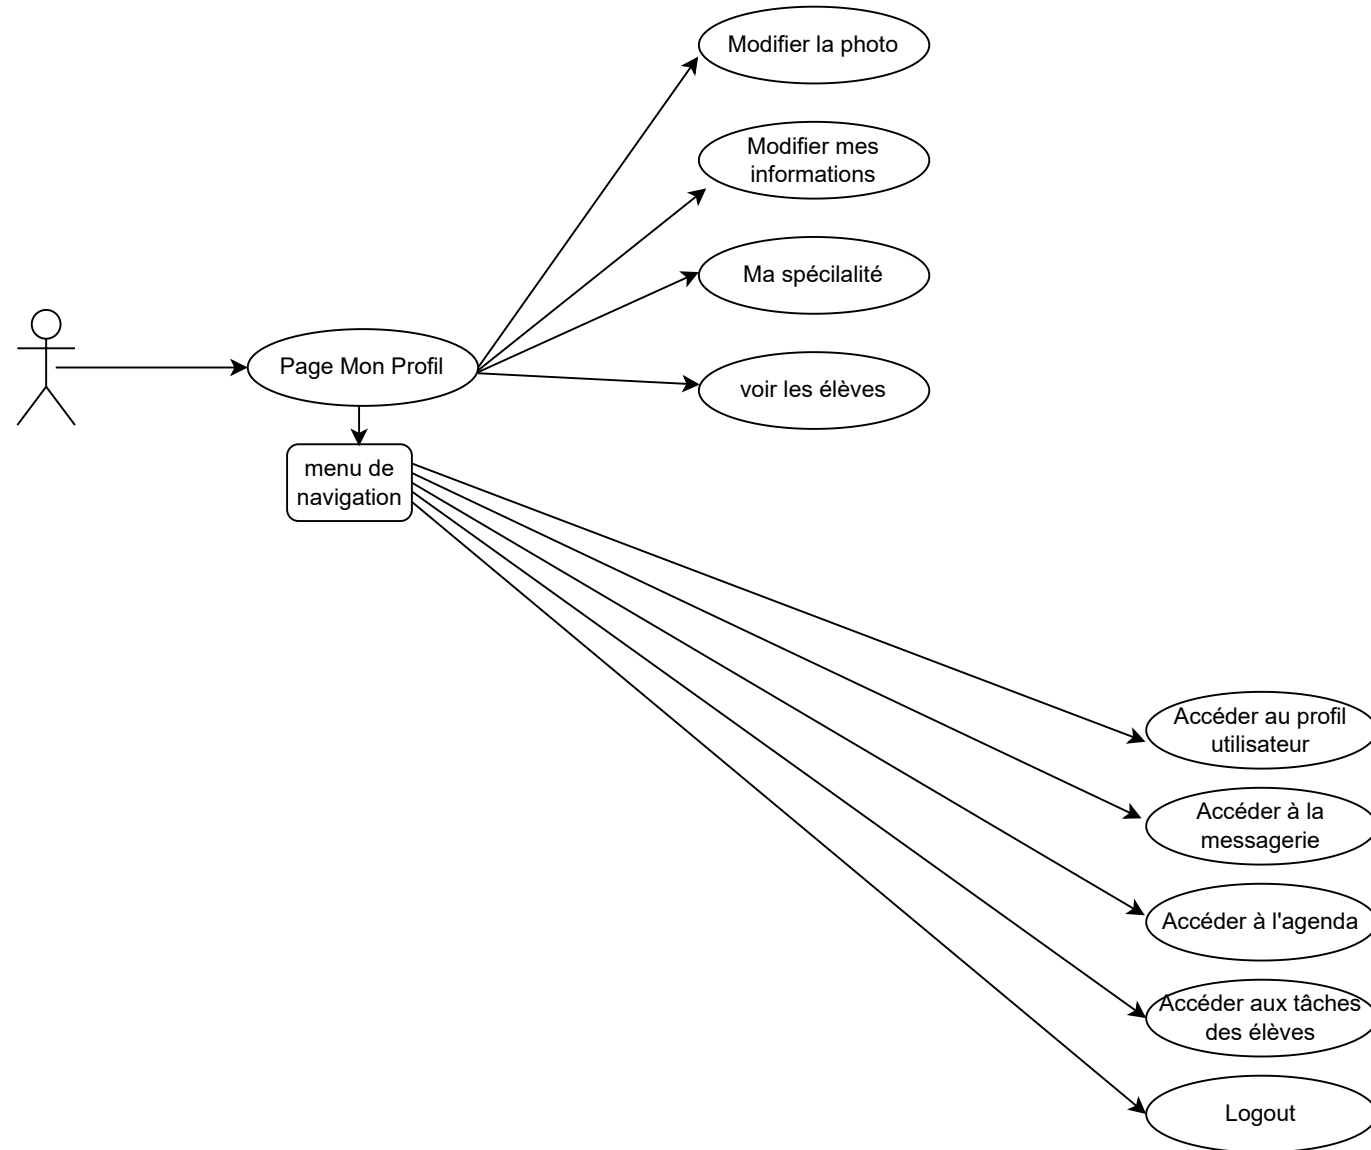 Modifier la photo
Modifier mes
informations
Ma spécilalité
Page Mon Profil
voir les élèves
menu de
navigation
Accéder au profil
utilisateur
Accéder à la
messagerie
Accéder à l'agenda
Accéder aux tâches
des élèves
Logout